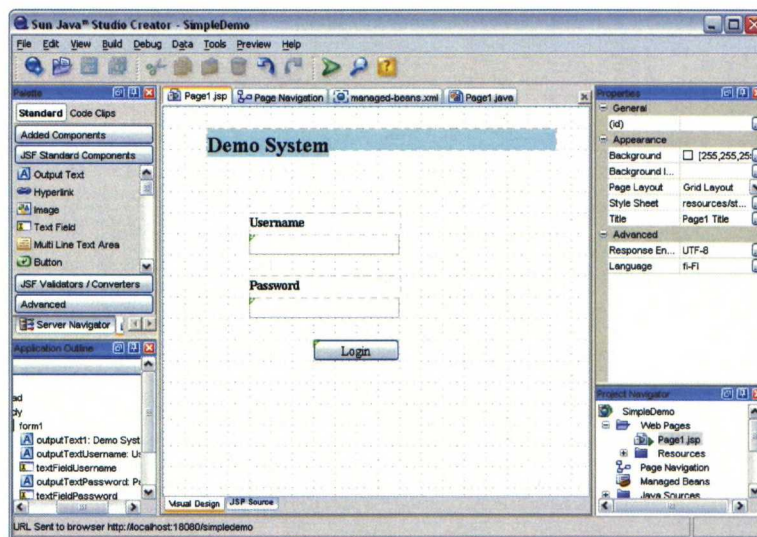 Sun Java™ Studio Creator - SimpleDemo
File Edit View Build Debug Data Tools Preview Help
Palette
Standard Code Clips
Added Components
JSF Standard Components
Output Text
Hyperlink
Image
Text Field
Multi Line Text Area
Button
JSF Validators / Converters
Advanced
Server Navigator
Application Outline
ad
dy
form1
outputText1: Demo Syst
outputTextUsername: Us
textFieldUsername
outputTextPassword: Pa
textFieldPassword
Page1.jsp Page Navigation managed-beans.xml Page1.java
Demo System
Username
Password
Login
Visual Design JSP Source
Properties
General
(id)
Appearance
Background [255,255,25
Background I...
Page Layout Grid Layout
Style Sheet resources/st...
Title Page1 Title
Advanced
Response En... UTF-8
Language fi-FI
Project Navigator
SimpleDemo
Web Pages
Page1.jsp
Resources
Page Navigation
Managed Beans
Java Sources
URL Sent to browser http://localhost:18080/simpledemo